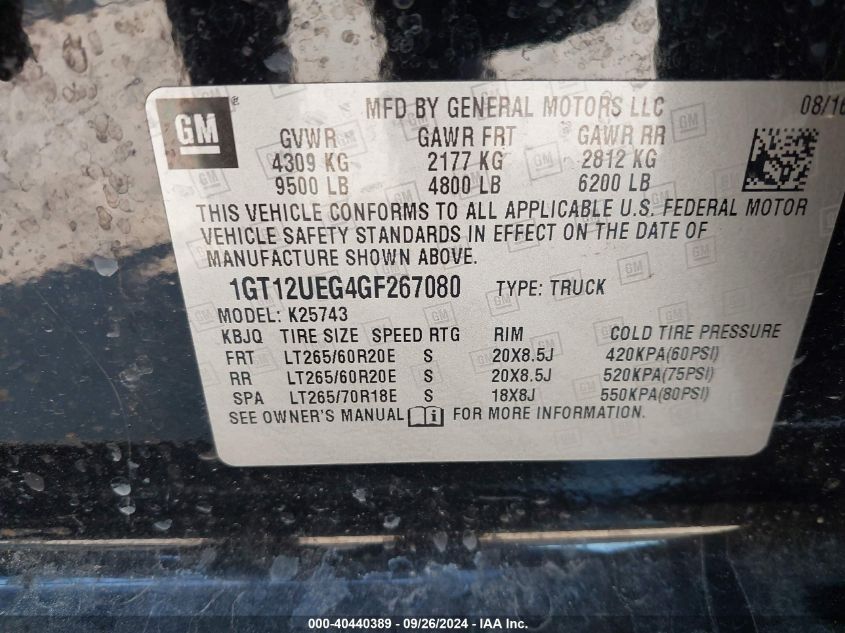 GM ®
MFD BY GENERAL MOTORS LLC 08/16
GVWR GAWR FRT GAWR RR
4309 KG 2177 KG 2812 KG
9500 LB 4800 LB 6200 LB
THIS VEHICLE CONFORMS TO ALL APPLICABLE U.S. FEDERAL MOTOR
VEHICLE SAFETY STANDARDS IN EFFECT ON THE DATE OF
MANUFACTURE SHOWN ABOVE.
1GT12UEG4GF267080 TYPE: TRUCK
MODEL: K25743
KBJQ TIRE SIZE SPEED RTG RIM COLD TIRE PRESSURE
FRT LT265/60R20E S 20X8.5J 420KPA(60PSI)
RR LT265/60R20E S 20X8.5J 520KPA(75PSI)
SPA LT265/70R18E S 18X8J 550KPA(80PSI)
SEE OWNER'S MANUAL FOR MORE INFORMATION.
000-40440389 - 09/26/2024 - IAA Inc.